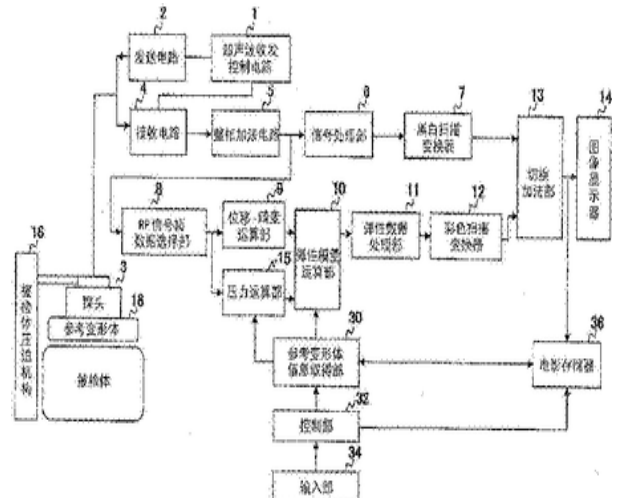 2
1
发送电路
超声波收发
控制电路
4
5
6
7
13
14
接收电路
整相加法电路
信号处理部
黑白扫描
变换器
切换
加法部
图像显示器
8
9
10
11
12
RF信号帧
数据选择部
位移·
运算部
弹性模量
运算部
弹性数据
处理部
彩色扫描
变换器
16
3
15
被检体压迫机构
探头
18
压力运算部
参考变形体
30
36
被检体
参考变形体
信息取得部
电影存储器
32
控制部
34
输入部